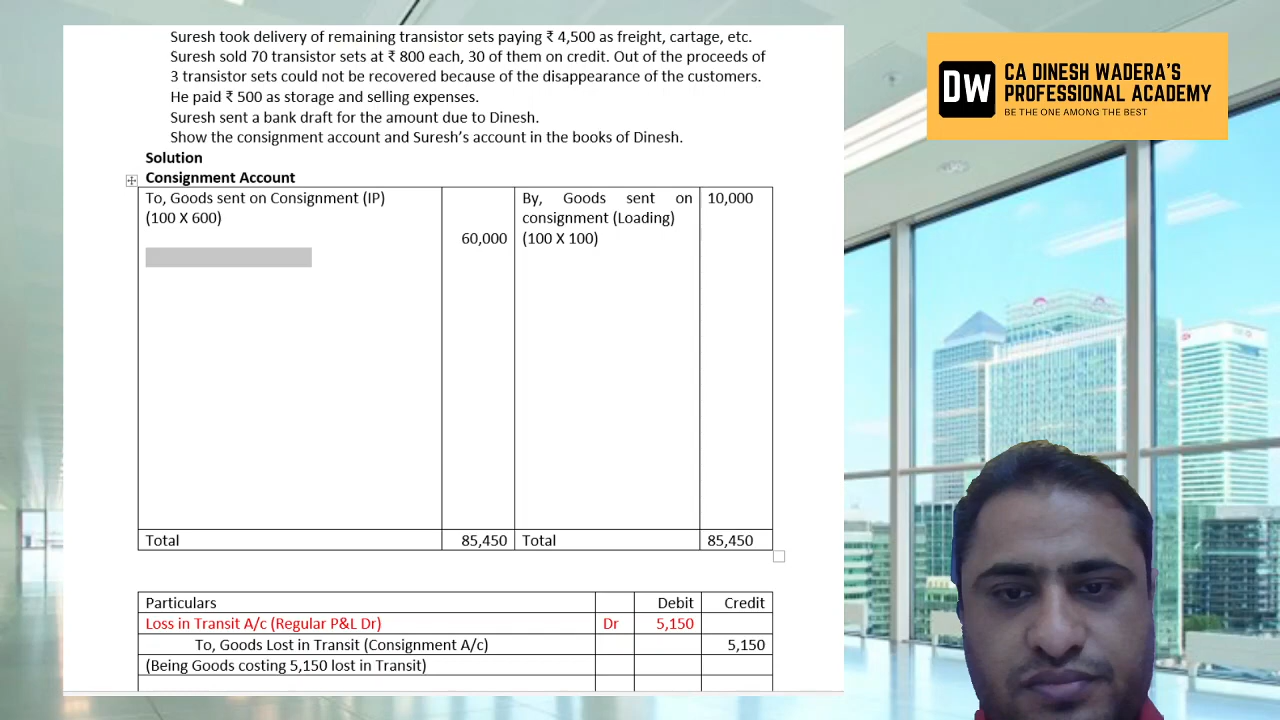 Suresh took delivery of remaining transistor sets paying ₹ 4,500 as freight, cartage, etc.
Suresh sold 70 transistor sets at ₹ 800 each, 30 of them on credit. Out of the proceeds of
3 transistor sets could not be recovered because of the disappearance of the customers.
He paid ₹ 500 as storage and selling expenses.
Suresh sent a bank draft for the amount due to Dinesh.
Show the consignment account and Suresh's account in the books of Dinesh.
Solution
Consignment Account
To, Goods sent on Consignment (IP)
(100 X 600)
60,000
By, Goods sent on
consignment (Loading)
(100 X 100)
10,000
Total 85,450 Total 85,450
Particulars Debit Credit
Loss in Transit A/c (Regular P&L Dr) Dr 5,150
To, Goods Lost in Transit (Consignment A/c) 5,150
(Being Goods costing 5,150 lost in Transit)
DW
CA DINESH WADERA'S
PROFESSIONAL ACADEMY
BE THE ONE AMONG THE BEST